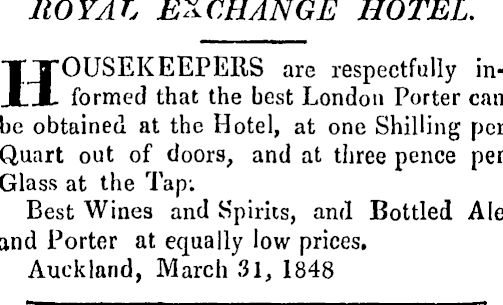 ROYAL EXCHANGE HOTEL.
HOUSEKEEPERS are respectfully in-
formed that the best London Porter can
be obtained at the Hotel, at one Shilling per
Quart out of doors, and at three pence per
Glass at the Tap.
Best Wines and Spirits, and Bottled Ale
and Porter at equally low prices.
Auckland, March 31, 1848